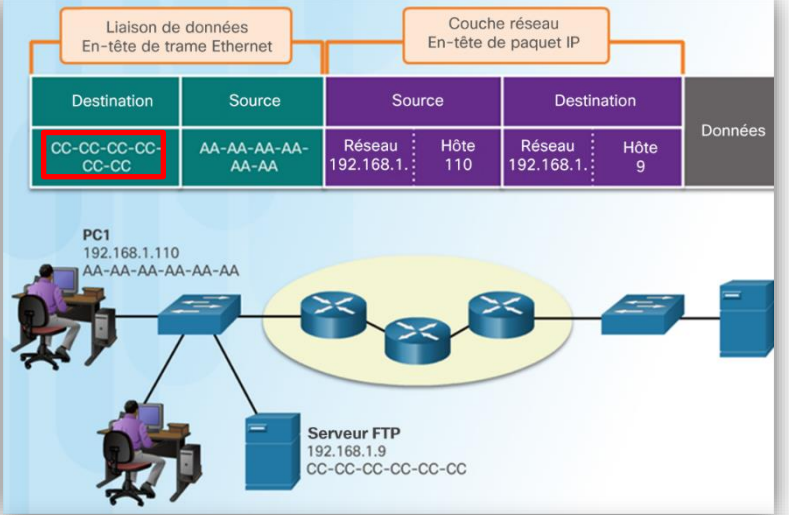 Liaison de données
En-tête de trame Ethernet
Couche réseau
En-tête de paquet IP
Destination
Source
Source
Destination
Données
CC-CC-CC-CC-
CC-CC
AA-AA-AA-AA-
AA-AA
Réseau
192.168.1.
Hôte
110
Réseau
192.168.1.
Hôte
9
PC1
192.168.1.110
AA-AA-AA-AA-AA-AA
Serveur FTP
192.168.1.9
CC-CC-CC-CC-CC-CC